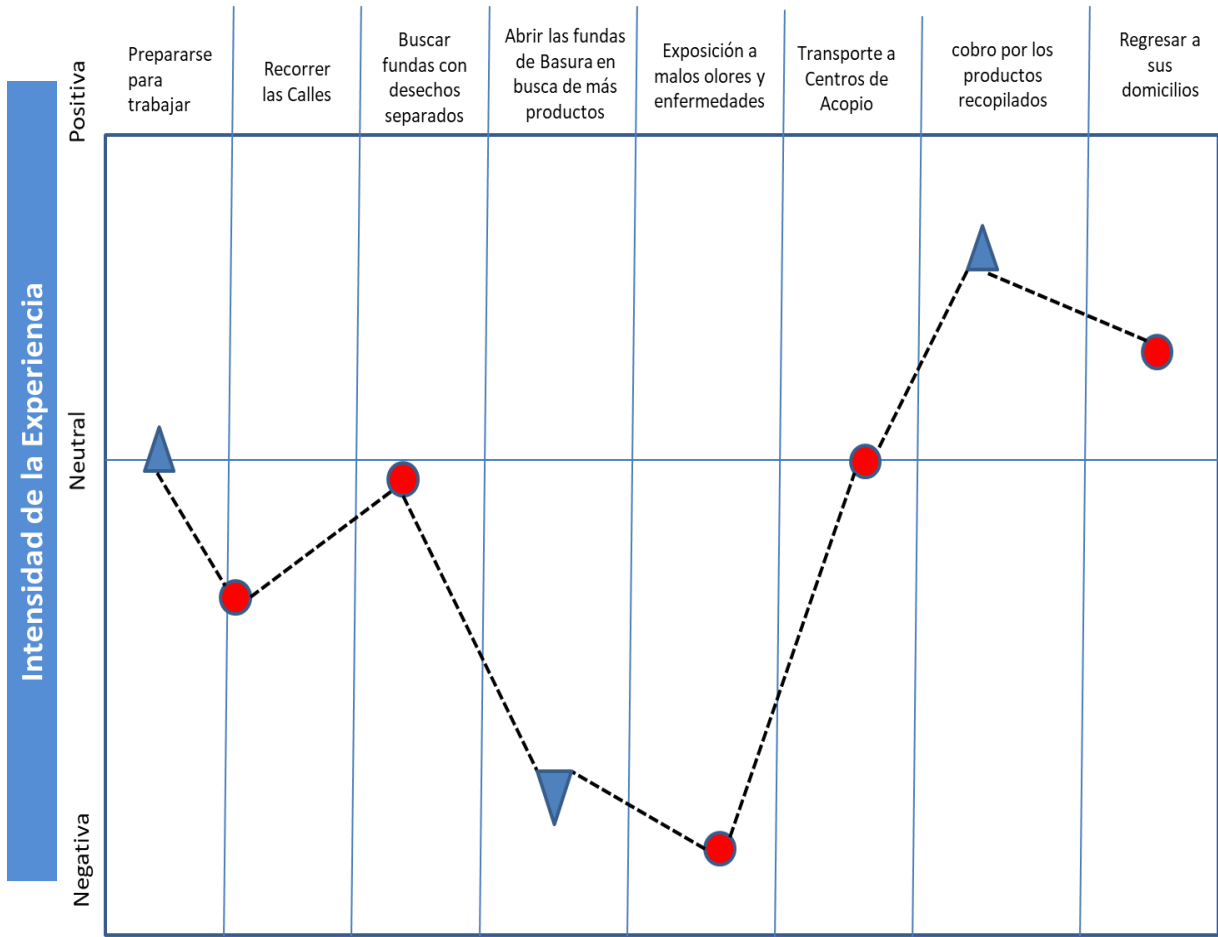 Prepararse
para
trabajar
Recorrer
las Calles
Buscar
fundas con
desechos
separados
Abrir las fundas
de Basura en
busca de más
productos
Exposición a
malos olores y
enfermedades
Transporte a
Centros de
Acopio
cobro por los
productos
recopilados
Regresar a
sus
domicilios
Positiva
Neutral
Negativa
Intensidad de la Experiencia